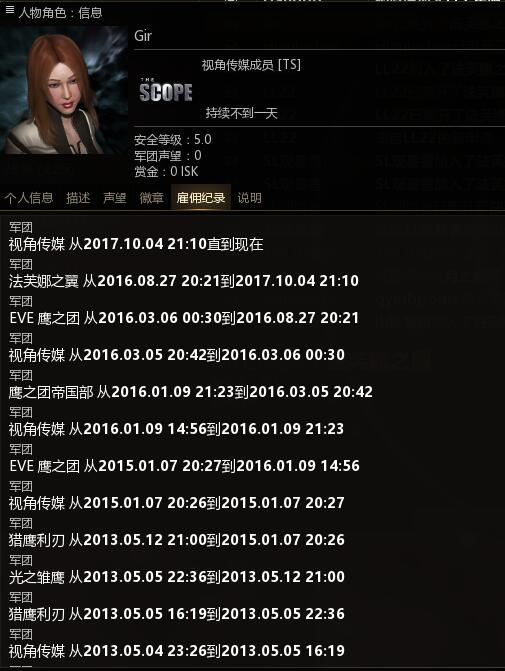 人物角色：信息
Gir
视角传媒成员 [TS]
THE
SCOPE
持续不到一天
安全等级：5.0
军团声望：0
赏金：0 ISK
个人信息 描述 声望 徽章 雇佣纪录 说明
军团
视角传媒 从2017.10.04 21:10直到现在
军团
法芙娜之翼 从2016.08.27 20:21到2017.10.04 21:10
军团
EVE 鹰之团 从2016.03.06 00:30到2016.08.27 20:21
军团
视角传媒 从2016.03.05 20:42到2016.03.06 00:30
军团
鹰之团帝国部 从2016.01.09 21:23到2016.03.05 20:42
军团
视角传媒 从2016.01.09 14:56到2016.01.09 21:23
军团
EVE 鹰之团 从2015.01.07 20:27到2016.01.09 14:56
军团
视角传媒 从2015.01.07 20:26到2015.01.07 20:27
军团
猎鹰利刃 从2013.05.12 21:00到2015.01.07 20:26
军团
光之雏鹰 从2013.05.05 22:36到2013.05.12 21:00
军团
猎鹰利刃 从2013.05.05 16:19到2013.05.05 22:36
军团
视角传媒 从2013.05.04 23:26到2013.05.05 16:19